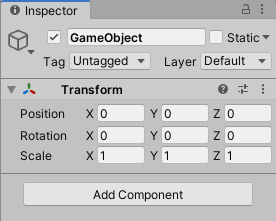 Inspector
GameObject Static
Tag Untagged Layer Default
Transform
Position X 0 Y 0 Z 0
Rotation X 0 Y 0 Z 0
Scale X 1 Y 1 Z 1
Add Component